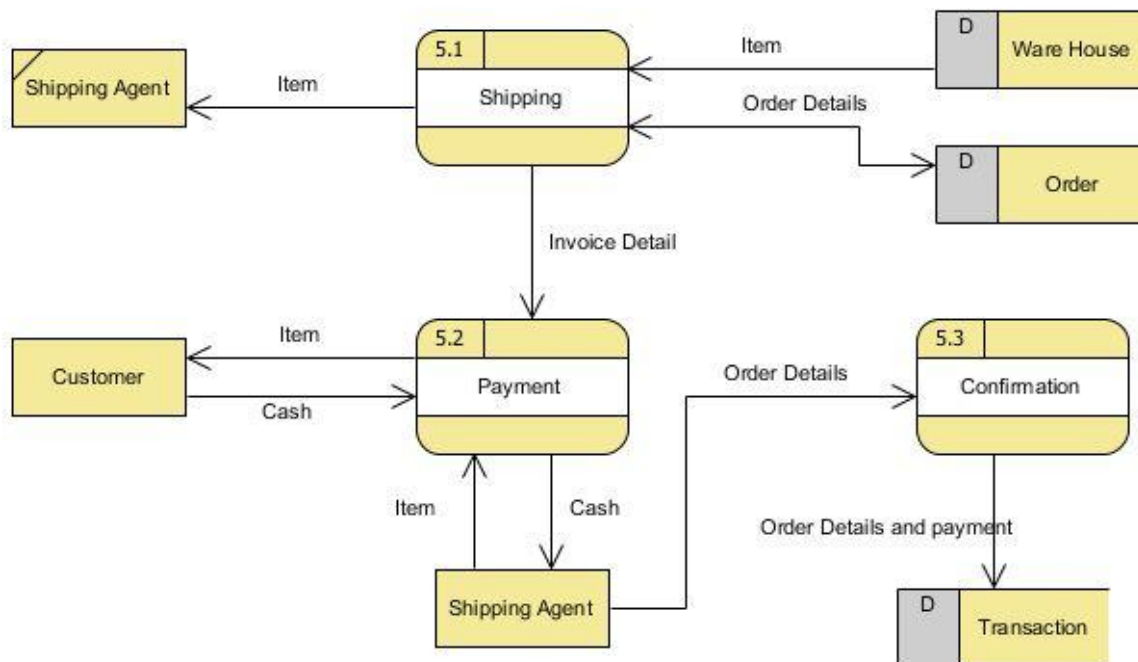 5.1
D
Item
Ware House
Shipping Agent
Item
Shipping
Order Details
D
Order
Invoice Detail
5.2
5.3
Item
Customer
Payment
Order Details
Confirmation
Cash
Item
Cash
Order Details and payment
Shipping Agent
D
Transaction